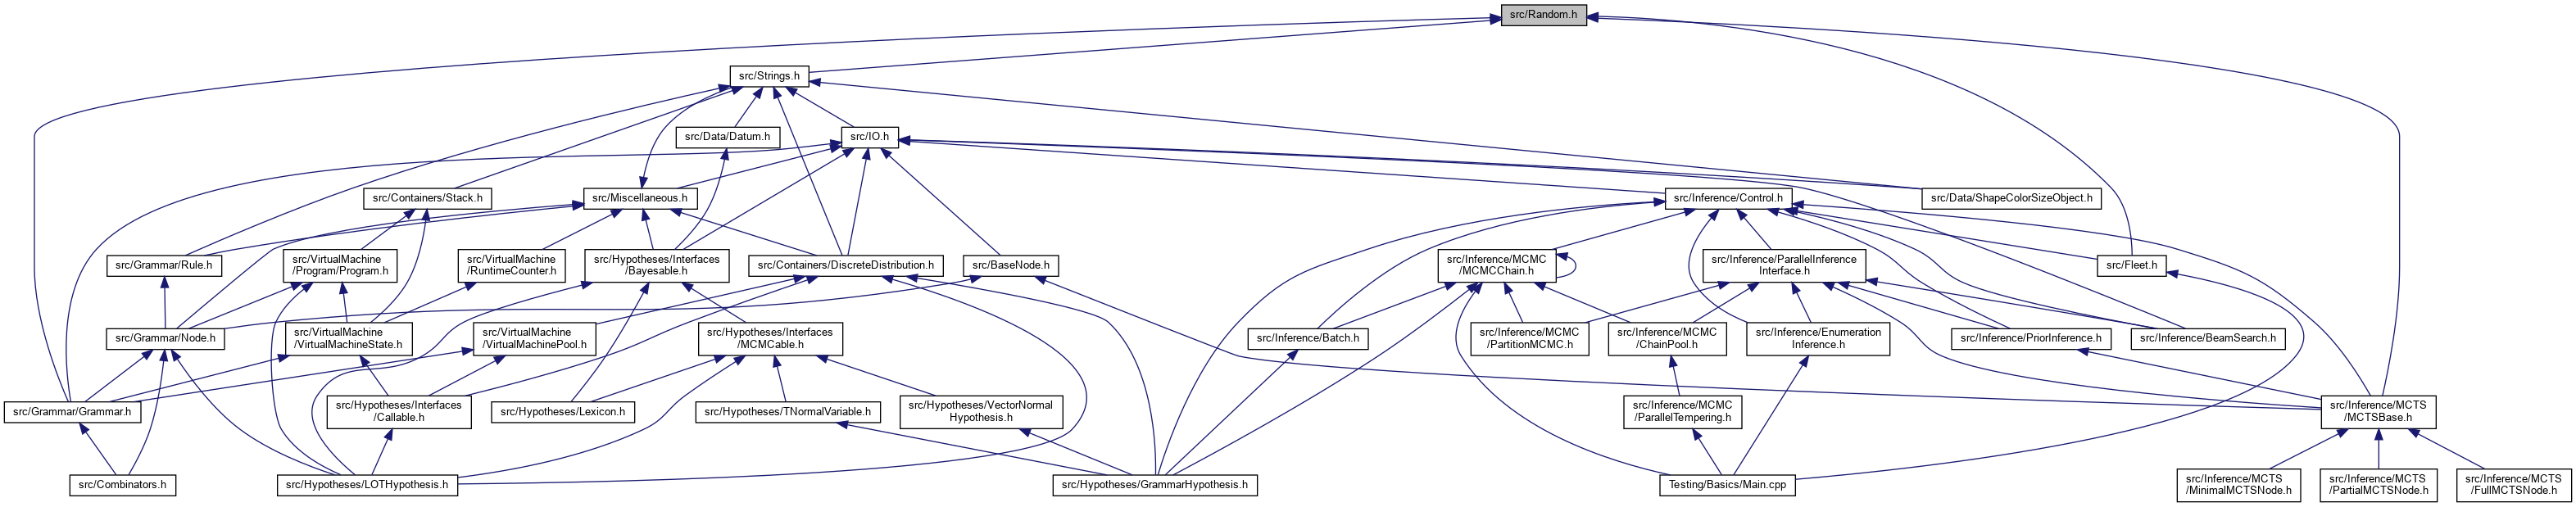 src/Random.h
src/Strings.h
src/Data/Datum.h
src/IO.h
src/Containers/Stack.h
src/Miscellaneous.h
src/Inference/Control.h
src/Data/ShapeColorSizeObject.h
src/Grammar/Rule.h
src/VirtualMachine
/Program/Program.h
src/VirtualMachine
/RuntimeCounter.h
src/Hypotheses/Interfaces
/Bayesable.h
src/Containers/DiscreteDistribution.h
src/BaseNode.h
src/Inference/MCMC
/MCMCChain.h
src/Inference/ParallelInference
Interface.h
src/Fleet.h
src/Grammar/Node.h
src/VirtualMachine
/VirtualMachineState.h
src/VirtualMachine
/VirtualMachinePool.h
src/Hypotheses/Interfaces
/MCMCable.h
src/Inference/Batch.h
src/Inference/MCMC
/PartitionMCMC.h
src/Inference/MCMC
/ChainPool.h
src/Inference/Enumeration
Inference.h
src/Inference/PriorInference.h
src/Inference/BeamSearch.h
src/Grammar/Grammar.h
src/Hypotheses/Interfaces
/Callable.h
src/Hypotheses/Lexicon.h
src/Hypotheses/TNormalVariable.h
src/Hypotheses/VectorNormal
Hypothesis.h
src/Inference/MCMC
/ParallelTempering.h
src/Inference/MCTS
/MCTSBase.h
src/Combinators.h
src/Hypotheses/LOTHypothesis.h
src/Hypotheses/GrammarHypothesis.h
Testing/Basics/Main.cpp
src/Inference/MCTS
/MinimalMCTSNode.h
src/Inference/MCTS
/PartialMCTSNode.h
src/Inference/MCTS
/FullMCTSNode.h